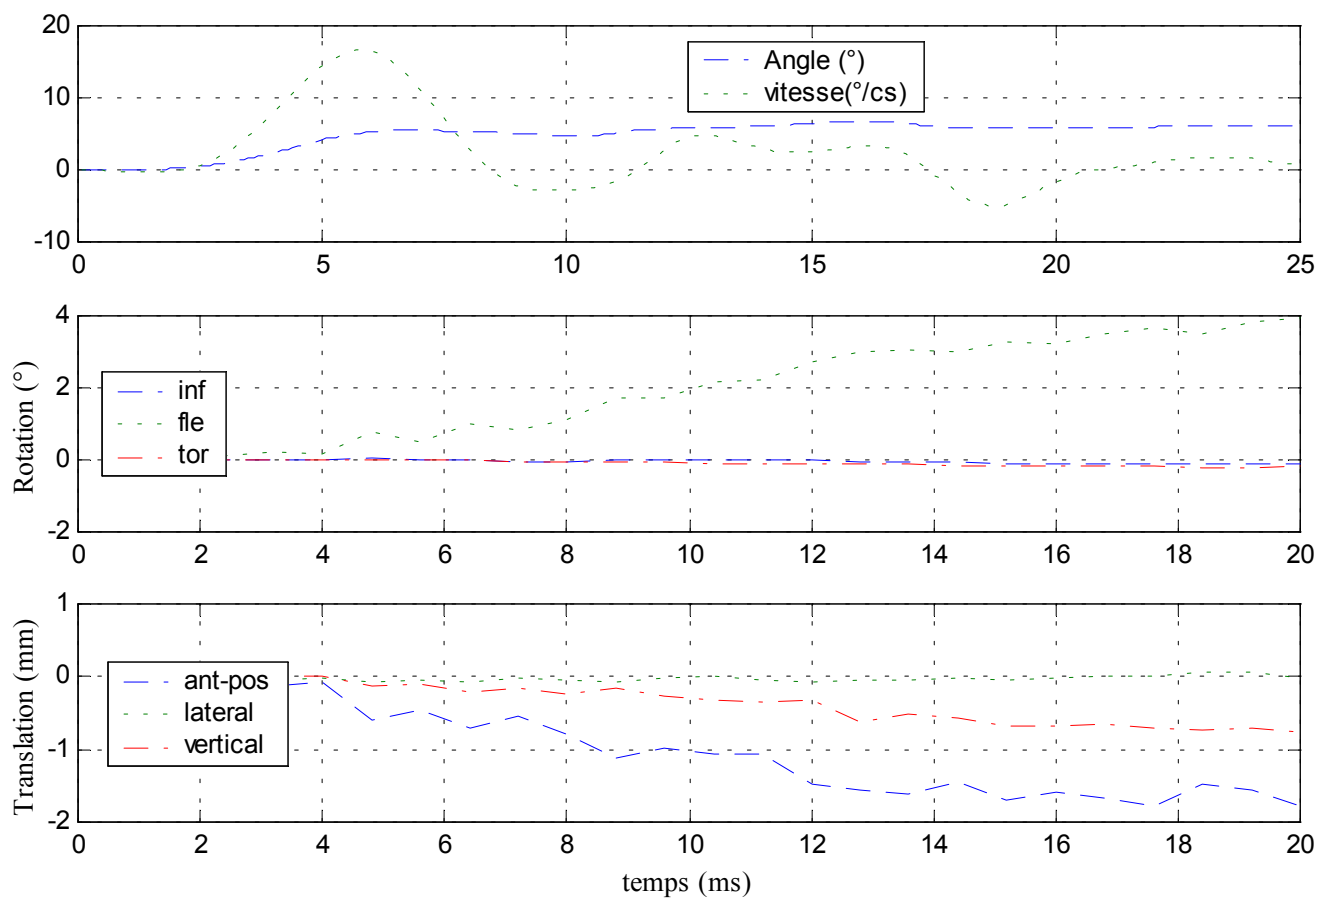 20
10
0
-10
Angle (°)
vitesse(°/cs)
0 5 10 15 20 25
Rotation (°)
4
2
0
-2
inf
fle
tor
0 2 4 6 8 10 12 14 16 18 20
Translation (mm)
1
0
-1
-2
ant-pos
lateral
vertical
0 2 4 6 8 10 12 14 16 18 20
temps (ms)